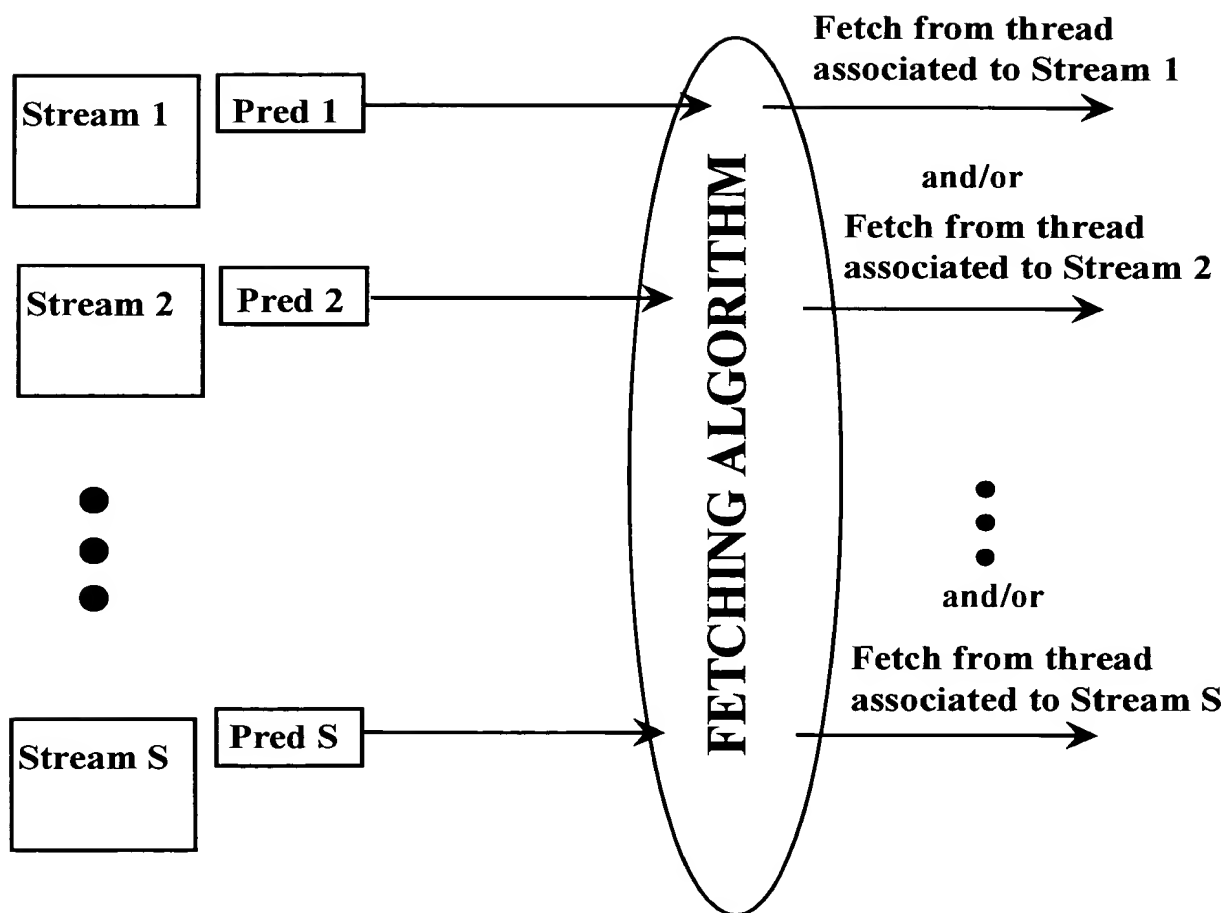 Fetch from thread
associated to Stream 1
Stream 1
Pred 1
and/or
Fetch from thread
associated to Stream 2
Stream 2
Pred 2
FETCHING ALGORITHM
and/or
Fetch from thread
associated to Stream S
Stream S
Pred S